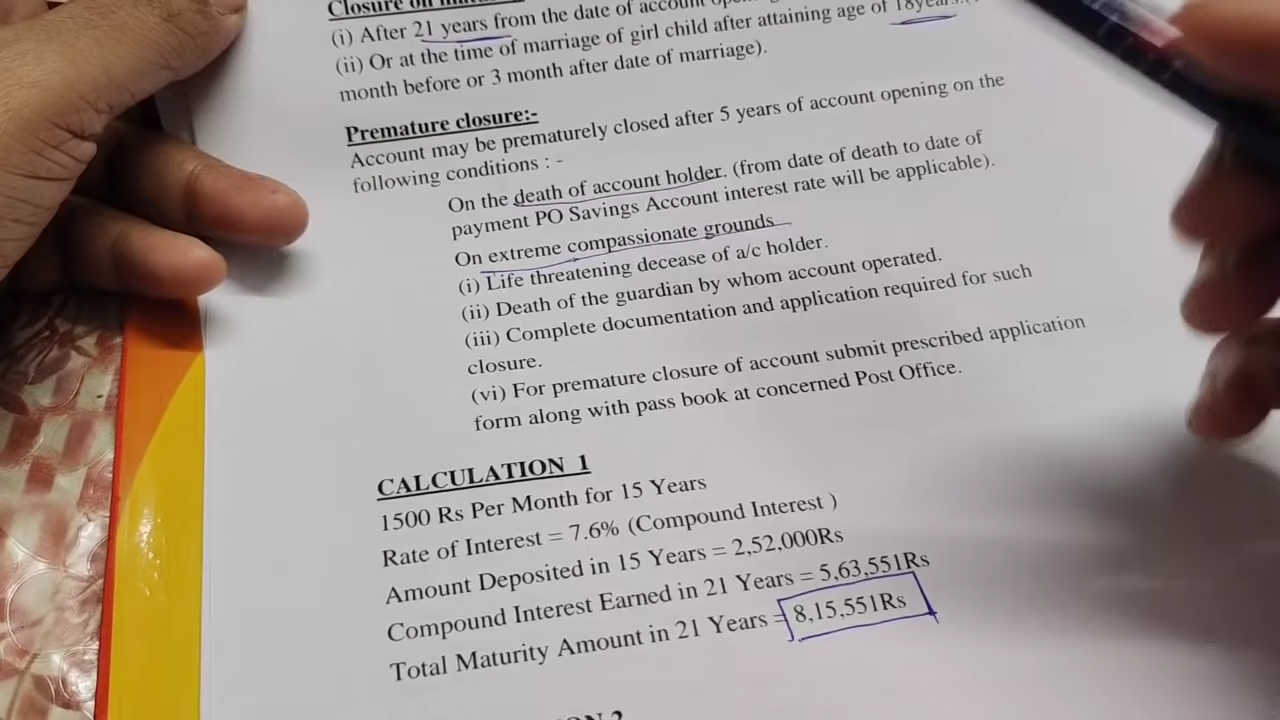 Closure on
(i) After 21 years from the date of account
(ii) Or at the time of marriage of girl child after attaining age of 18years.
month before or 3 month after date of marriage).
Premature closure:-
Account may be prematurely closed after 5 years of account opening on the
following conditions : -
On the death of account holder. (from date of death to date of
payment PO Savings Account interest rate will be applicable).
On extreme compassionate grounds
(i) Life threatening decease of a/c holder.
(ii) Death of the guardian by whom account operated.
(iii) Complete documentation and application required for such
closure.
(vi) For premature closure of account submit prescribed application
form along with pass book at concerned Post Office.
CALCULATION 1
1500 Rs Per Month for 15 Years
Rate of Interest = 7.6% (Compound Interest )
Amount Deposited in 15 Years = 2,52,000Rs
Compound Interest Earned in 21 Years = 5,63,551Rs
Total Maturity Amount in 21 Years = 8,15,551Rs